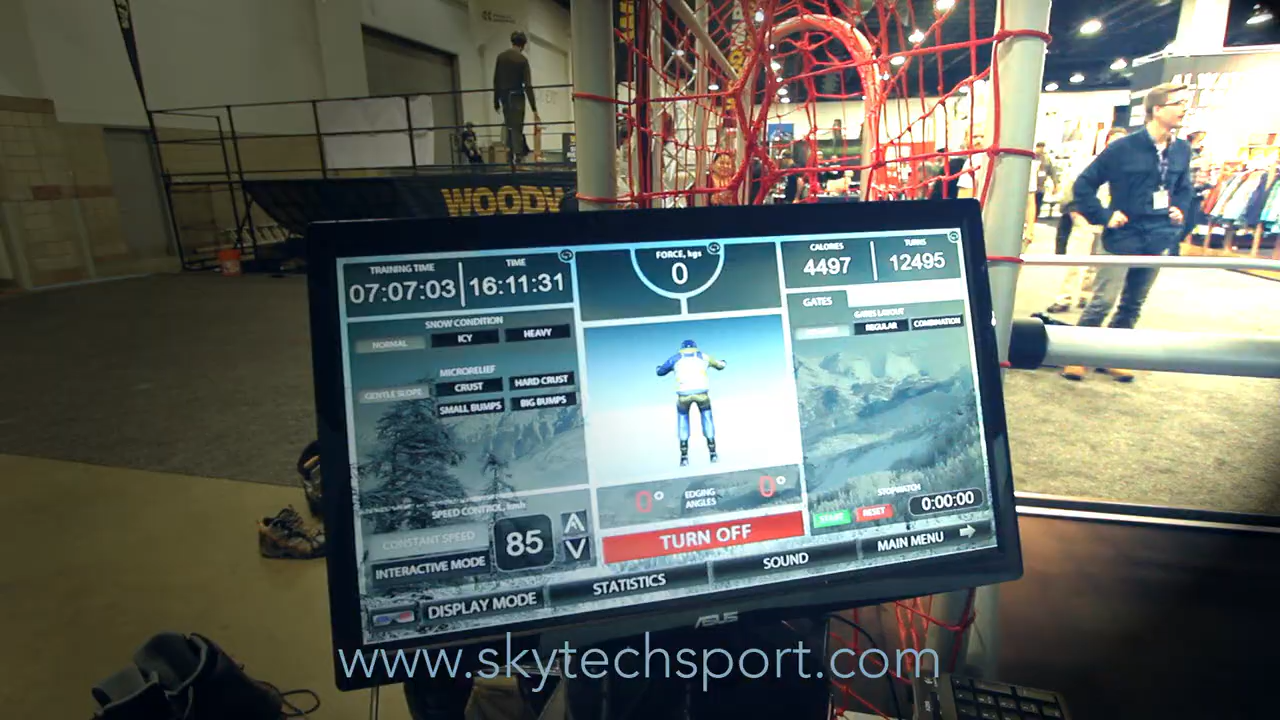 WOODW
TRAINING TIME
07:07:03
TIME
16:11:31
FORCE, kgs
0
CALORIES
4497
TURNS
12495
SNOW CONDITION
NORMAL
ICY
HEAVY
MICRORELIEF
GENTLE SLOPE
CRUST
HARD CRUST
SMALL BUMPS
BIG BUMPS
GATES
GATES LAYOUT
REGULAR
COMBINATION
0°
EDGING ANGLES
0°
SPEED CONTROL, kmh
CONSTANT SPEED
INTERACTIVE MODE
85
STOPWATCH
START
RESET
0:00:00
TURN OFF
DISPLAY MODE
STATISTICS
SOUND
MAIN MENU
ASUS
www.skytechsport.com